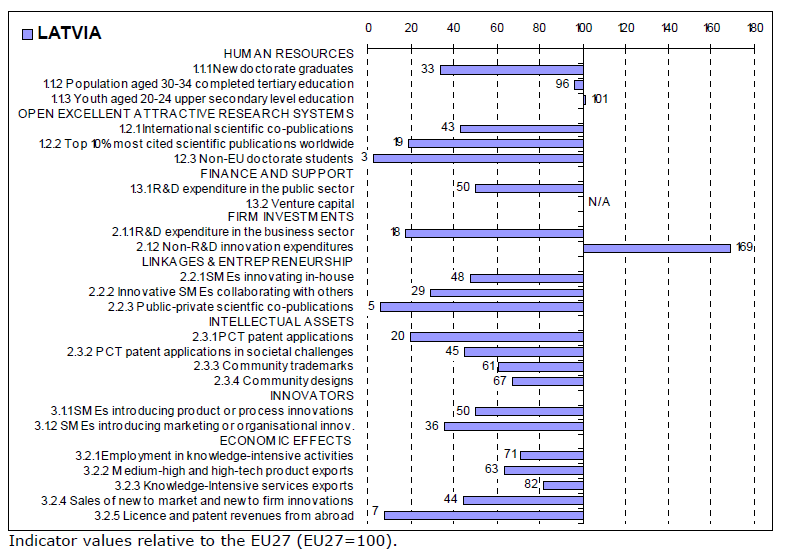 LATVIA
0 20 40 60 80 100 120 140 160 180
HUMAN RESOURCES
1.1.1 New doctorate graduates 33
1.1.2 Population aged 30-34 completed tertiary education 96
1.1.3 Youth aged 20-24 upper secondary level education 101
OPEN EXCELLENT ATTRACTIVE RESEARCH SYSTEMS
1.2.1 International scientific co-publications 43
1.2.2 Top 10% most cited scientific publications worldwide 19
1.2.3 Non-EU doctorate students 3
FINANCE AND SUPPORT
1.3.1 R&D expenditure in the public sector 50
1.3.2 Venture capital N/A
FIRM INVESTMENTS
2.1.1 R&D expenditure in the business sector 18
2.1.2 Non-R&D innovation expenditures 169
LINKAGES & ENTREPRENEURSHIP
2.2.1 SMEs innovating in-house 48
2.2.2 Innovative SMEs collaborating with others 29
2.2.3 Public-private scientfic co-publications 5
INTELLECTUAL ASSETS
2.3.1 PCT patent applications 20
2.3.2 PCT patent applications in societal challenges 45
2.3.3 Community trademarks 61
2.3.4 Community designs 67
INNOVATORS
3.1.1 SMEs introducing product or process innovations 50
3.1.2 SMEs introducing marketing or organisational innov. 36
ECONOMIC EFFECTS
3.2.1 Employment in knowledge-intensive activities 71
3.2.2 Medium-high and high-tech product exports 63
3.2.3 Knowledge-Intensive services exports 82
3.2.4 Sales of new to market and new to firm innovations 44
3.2.5 Licence and patent revenues from abroad 7
Indicator values relative to the EU27 (EU27=100).